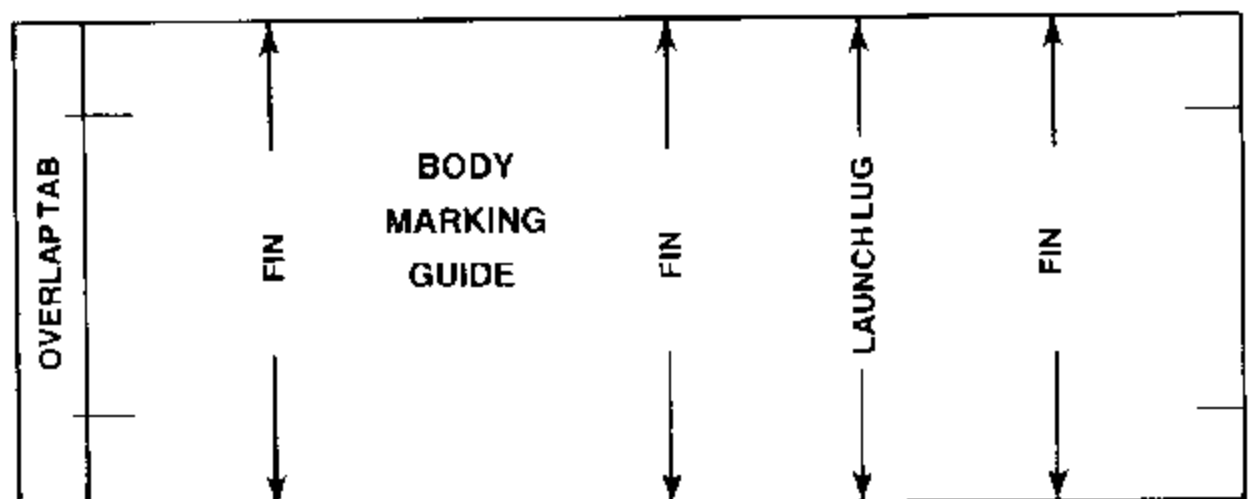 OVERLAP TAB
FIN
BODY
MARKING
GUIDE
FIN
LAUNCH LUG
FIN